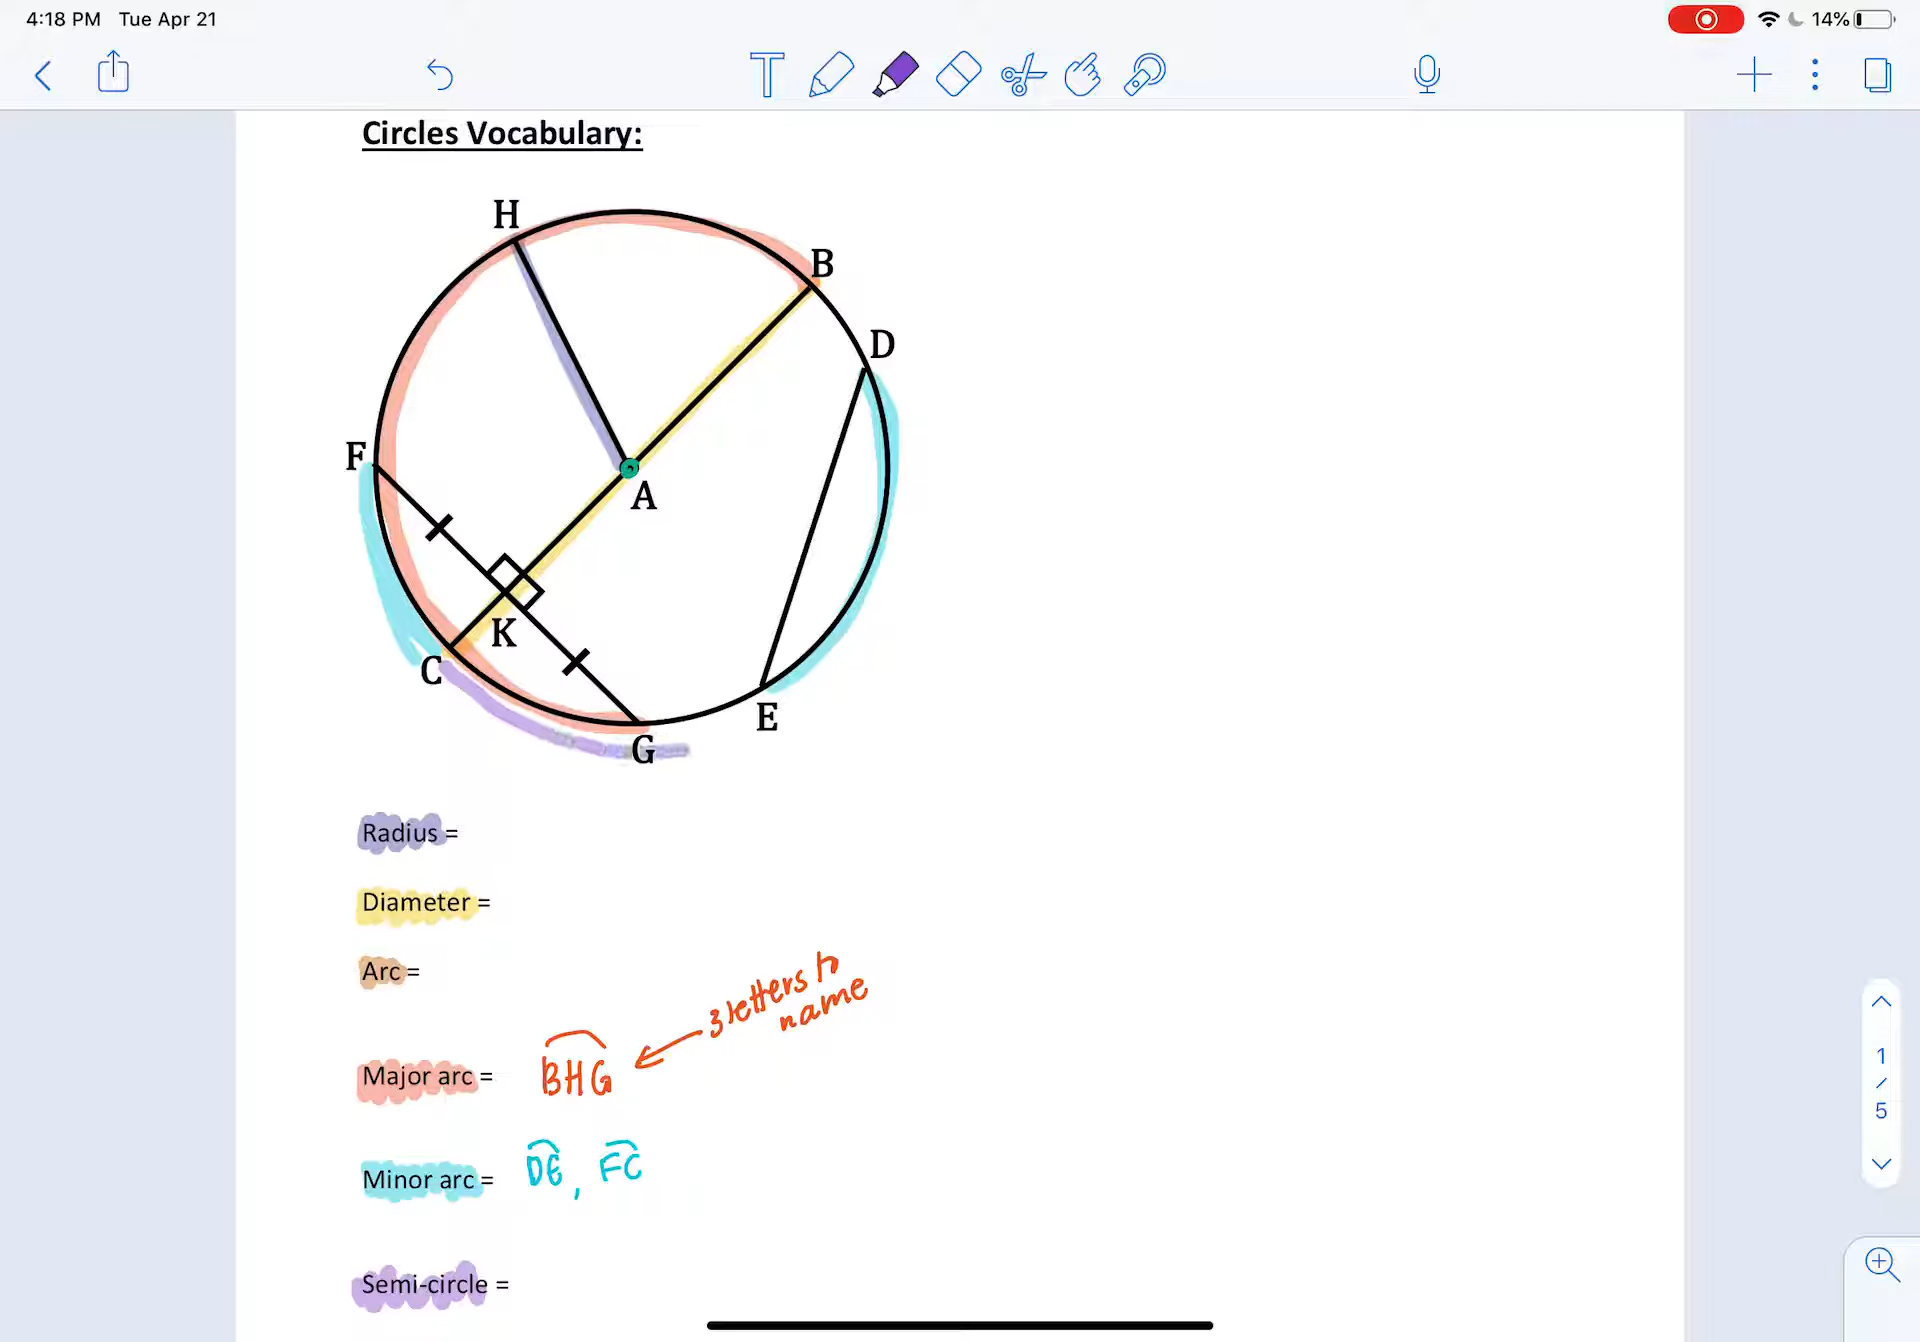 4:18 PM Tue Apr 21
14%
T
Circles Vocabulary:
H
B
D
F
A
K
C
E
G
Radius =
Diameter =
Arc =
3 letters to
name
Major arc = BHG
Minor arc = DE, FC
Semi-circle =
1
/
5